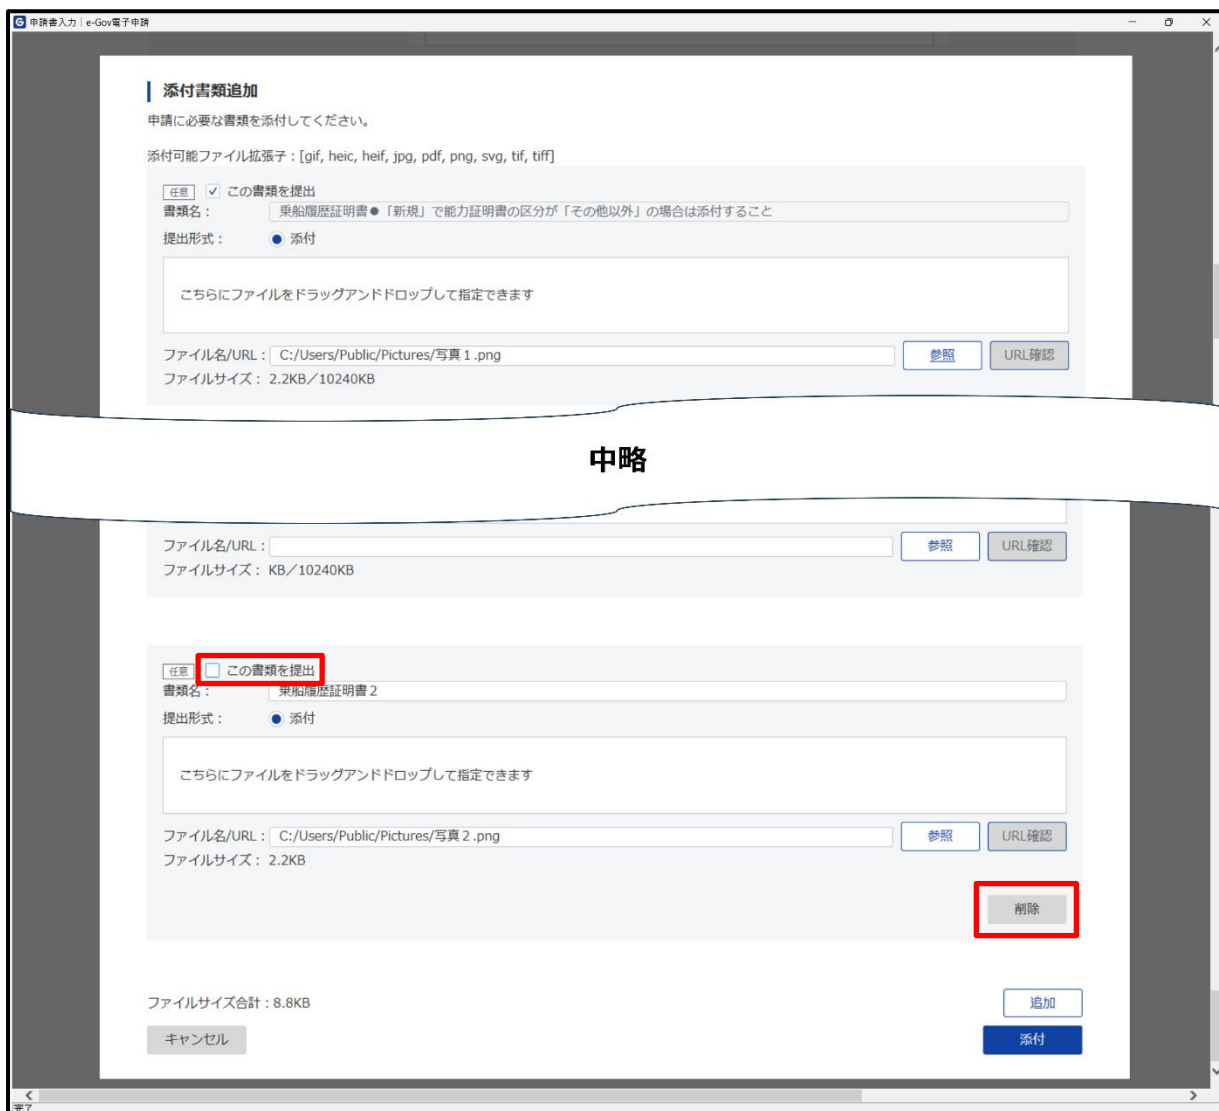 申請書入力｜e-Gov電子申請
添付書類追加
申請に必要な書類を添付してください。
添付可能ファイル拡張子：[gif, heic, heif, jpg, pdf, png, svg, tif, tiff]
任意 この書類を提出
書類名： 乗船履歴証明書●「新規」で能力証明書の区分が「その他以外」の場合は添付すること
提出形式： 添付
こちらにファイルをドラッグアンドドロップして指定できます
ファイル名/URL： C:/Users/Public/Pictures/写真１.png 参照 URL確認
ファイルサイズ： 2.2KB／10240KB
中略
ファイル名/URL： 参照 URL確認
ファイルサイズ： KB／10240KB
任意 この書類を提出
書類名： 乗船履歴証明書２
提出形式： 添付
こちらにファイルをドラッグアンドドロップして指定できます
ファイル名/URL： C:/Users/Public/Pictures/写真２.png 参照 URL確認
ファイルサイズ： 2.2KB
削除
ファイルサイズ合計：8.8KB 追加
キャンセル 添付
完了